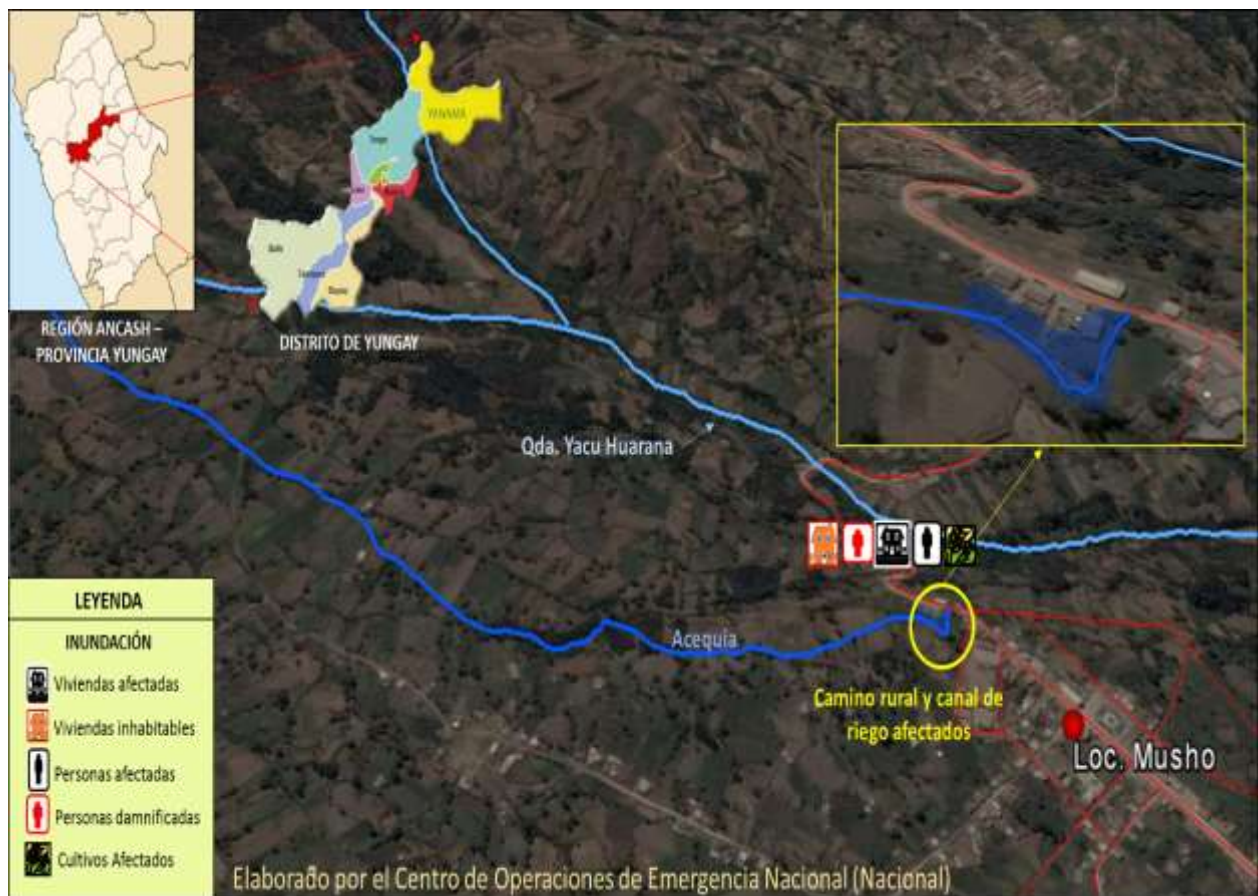 REGIÓN ANCASH –
PROVINCIA YUNGAY
YANAMA
DISTRITO DE YUNGAY
Qda. Yacu Huarana
Acequia
Camino rural y canal de
riego afectados
Loc. Musho
LEYENDA
INUNDACIÓN
Viviendas afectadas
Viviendas inhabitables
Personas afectadas
Personas damnificadas
Cultivos Afectados
Elaborado por el Centro de Operaciones de Emergencia Nacional (Nacional)